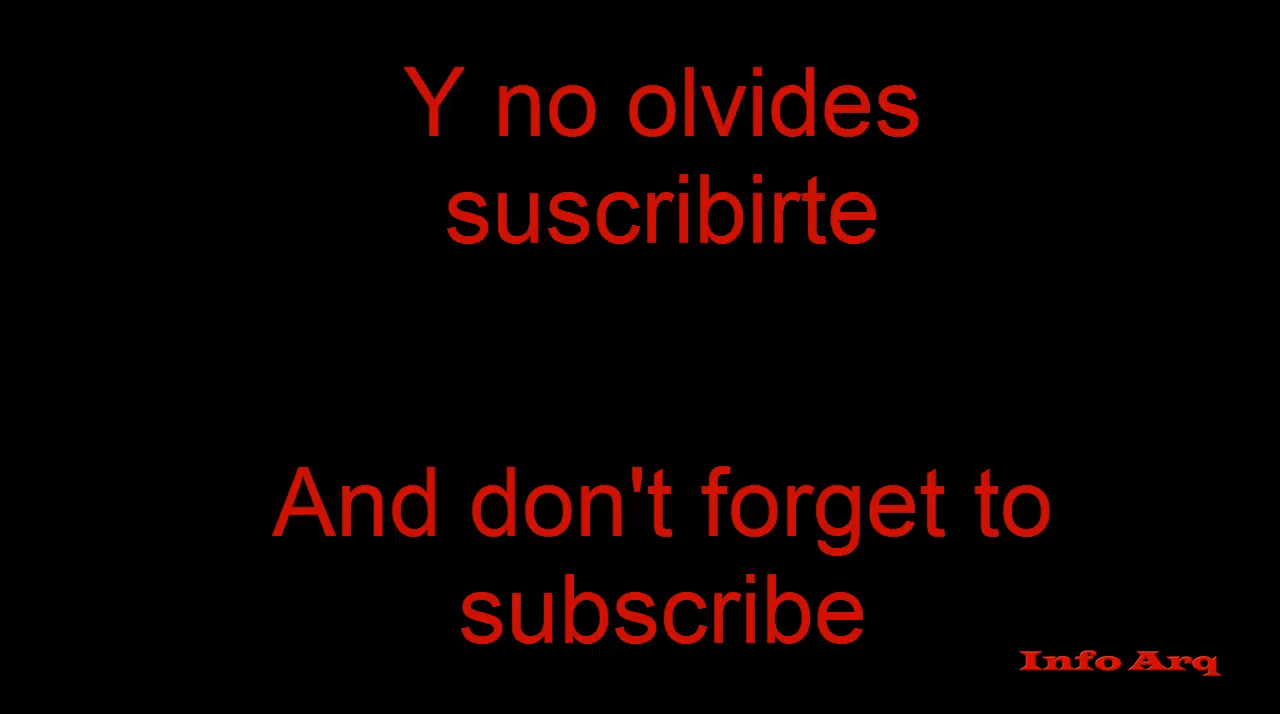 Y no olvides
suscribirte
And don't forget to
subscribe
Info Arq